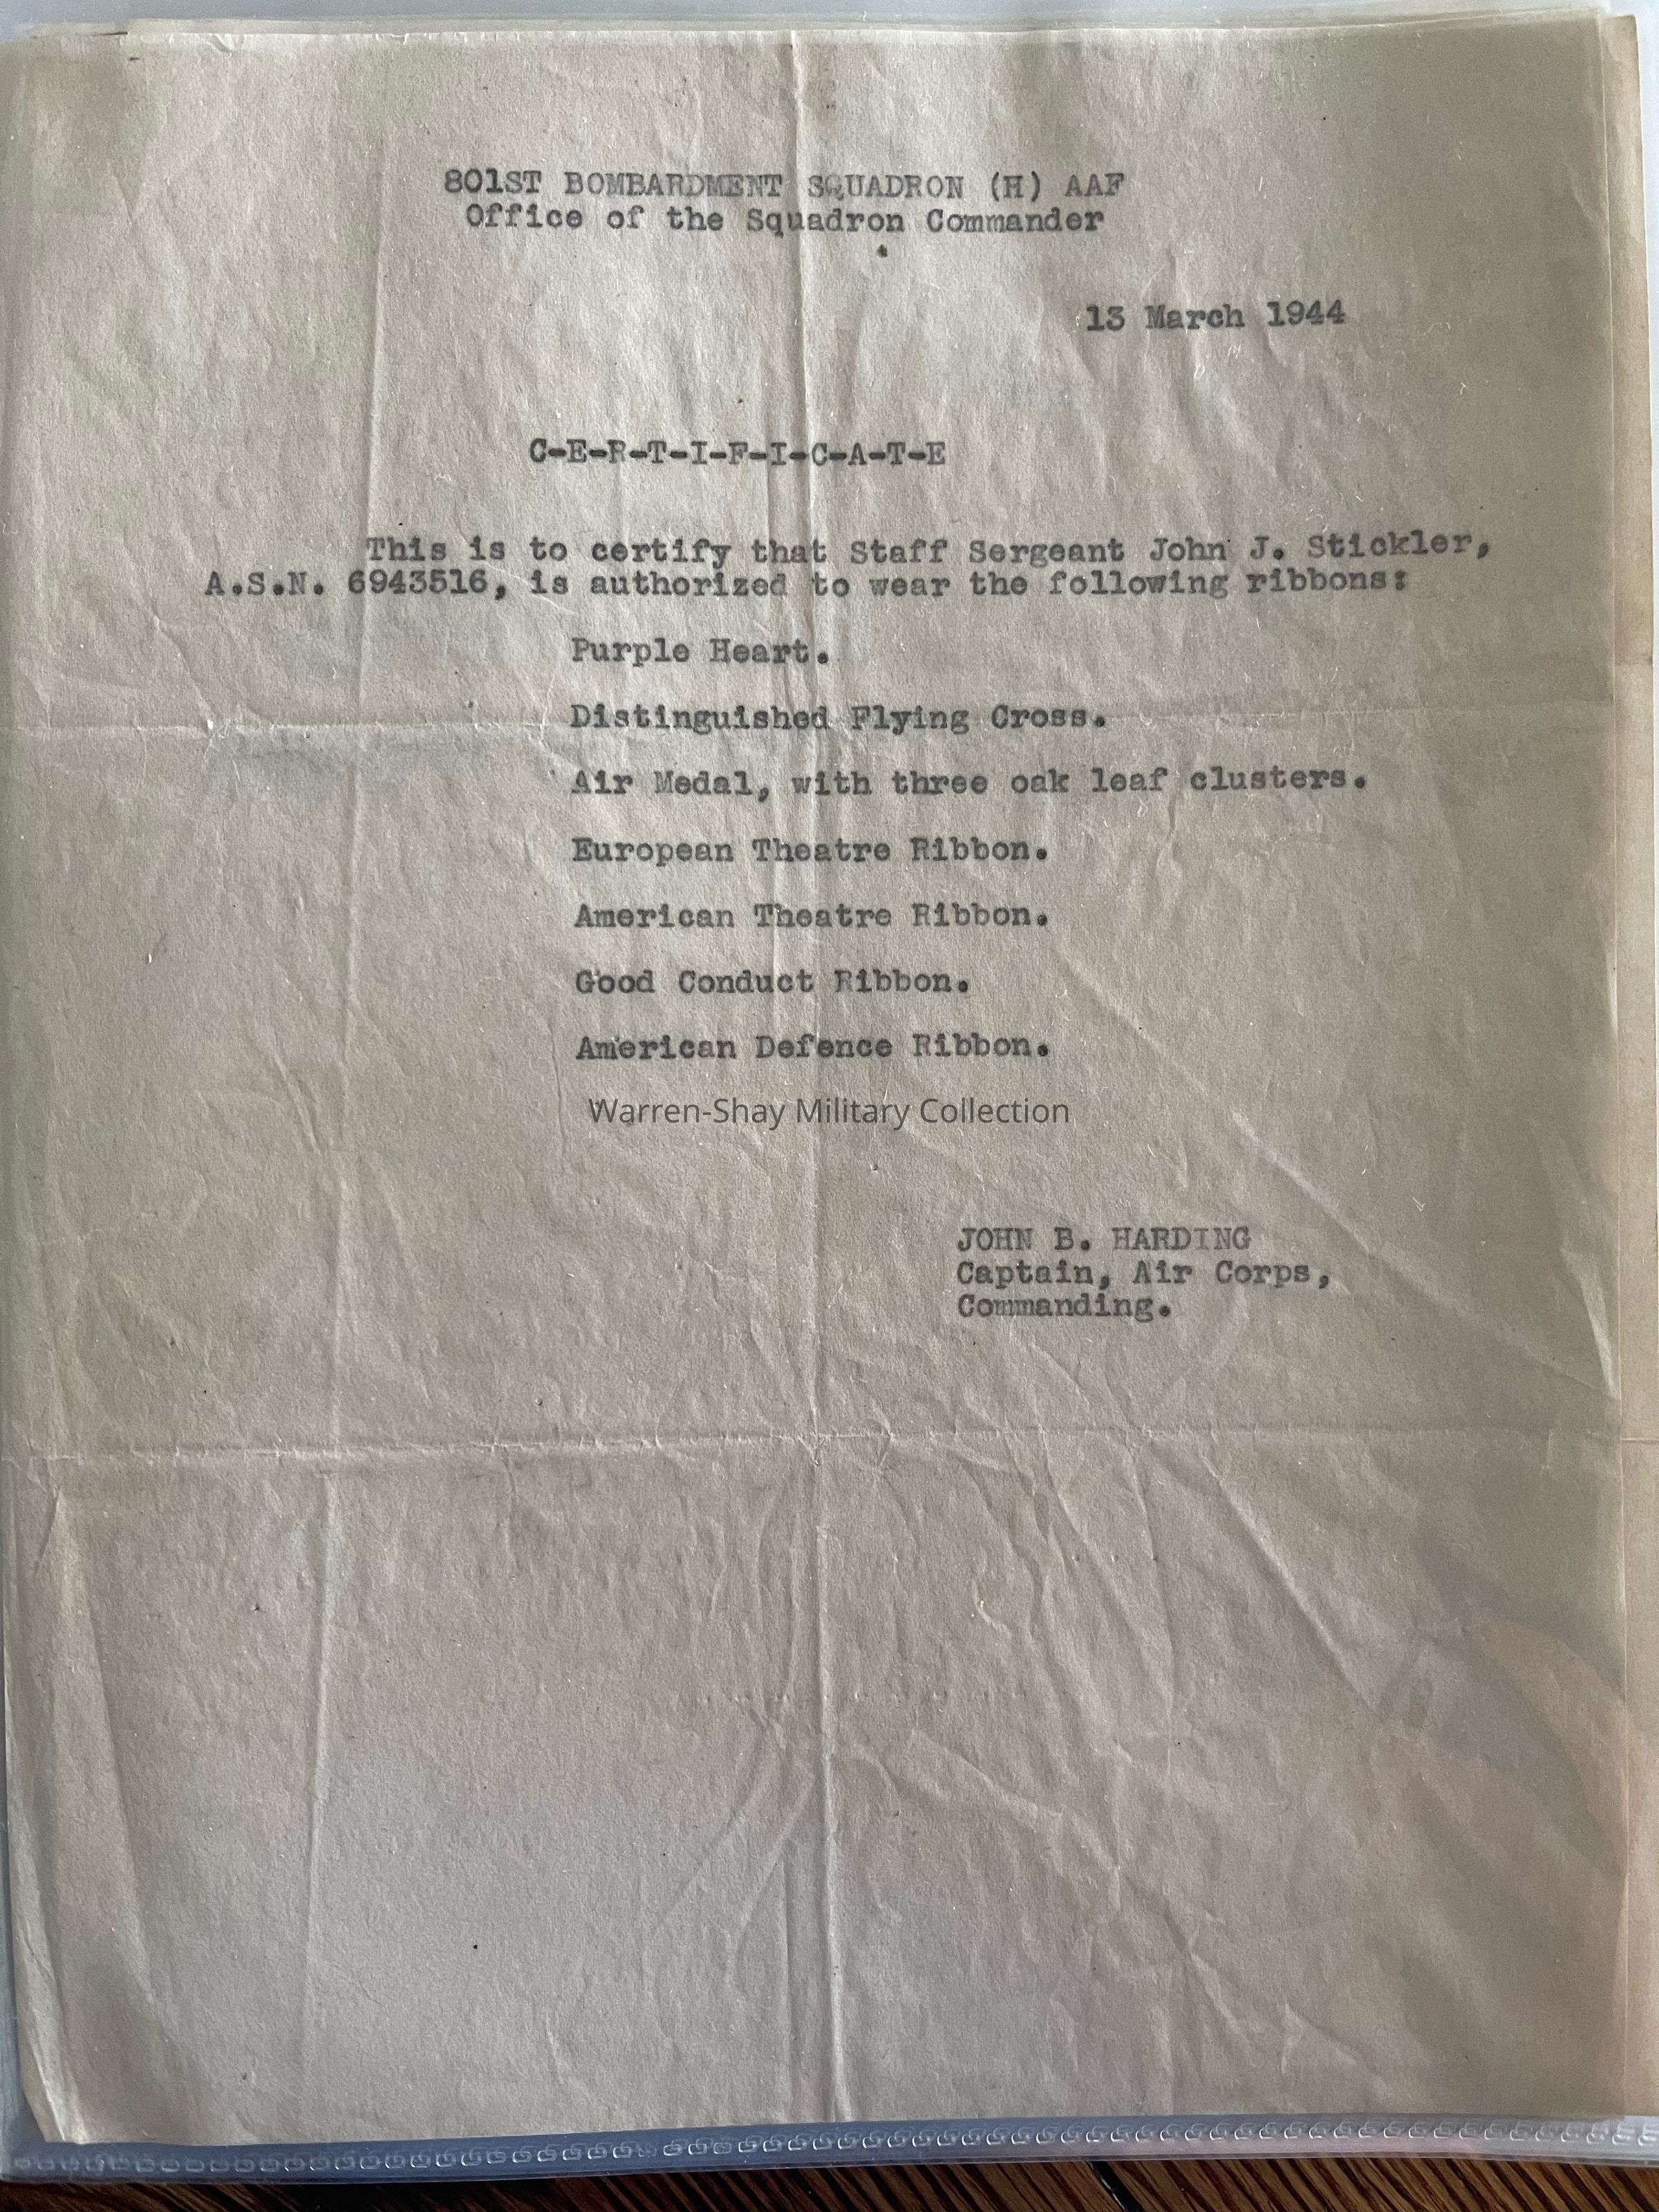 801ST BOMBARDMENT SQUADRON (H) AAF
Office of the Squadron Commander
13 March 1944
C-E-R-T-I-F-I-C-A-T-E
This is to certify that Staff Sergeant John J. Stickler,
A.S.N. 6943516, is authorized to wear the following ribbons:
Purple Heart.
Distinguished Flying Cross.
Air Medal, with three oak leaf clusters.
European Theatre Ribbon.
American Theatre Ribbon.
Good Conduct Ribbon.
American Defence Ribbon.
Warren-Shay Military Collection
JOHN B. HARDING
Captain, Air Corps,
Commanding.